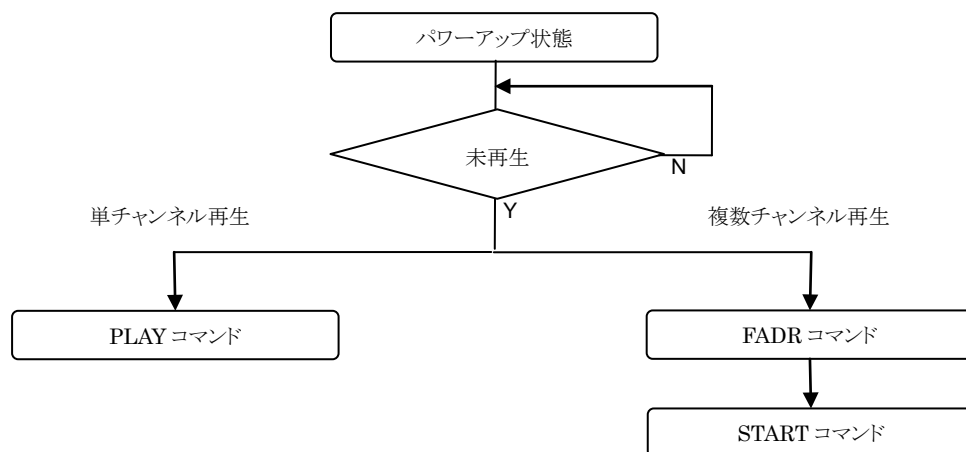 パワーアップ状態
未再生
N
Y
単チャンネル再生
複数チャンネル再生
PLAY コマンド
FADR コマンド
START コマンド